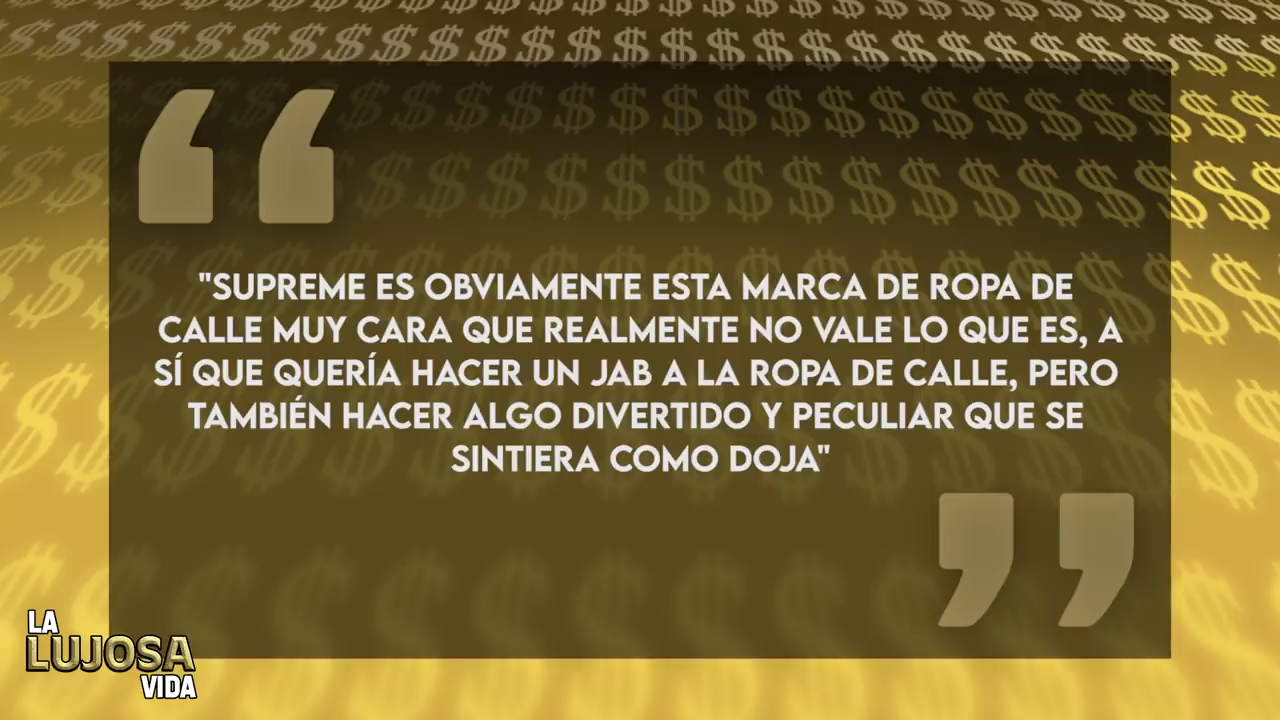 "SUPREME ES OBVIAMENTE ESTA MARCA DE ROPA DE
CALLE MUY CARA QUE REALMENTE NO VALE LO QUE ES, A
SÍ QUE QUERÍA HACER UN JAB A LA ROPA DE CALLE, PERO
TAMBIÉN HACER ALGO DIVERTIDO Y PECULIAR QUE SE
SINTIERA COMO DOJA"
LA
LUJOSA
VIDA